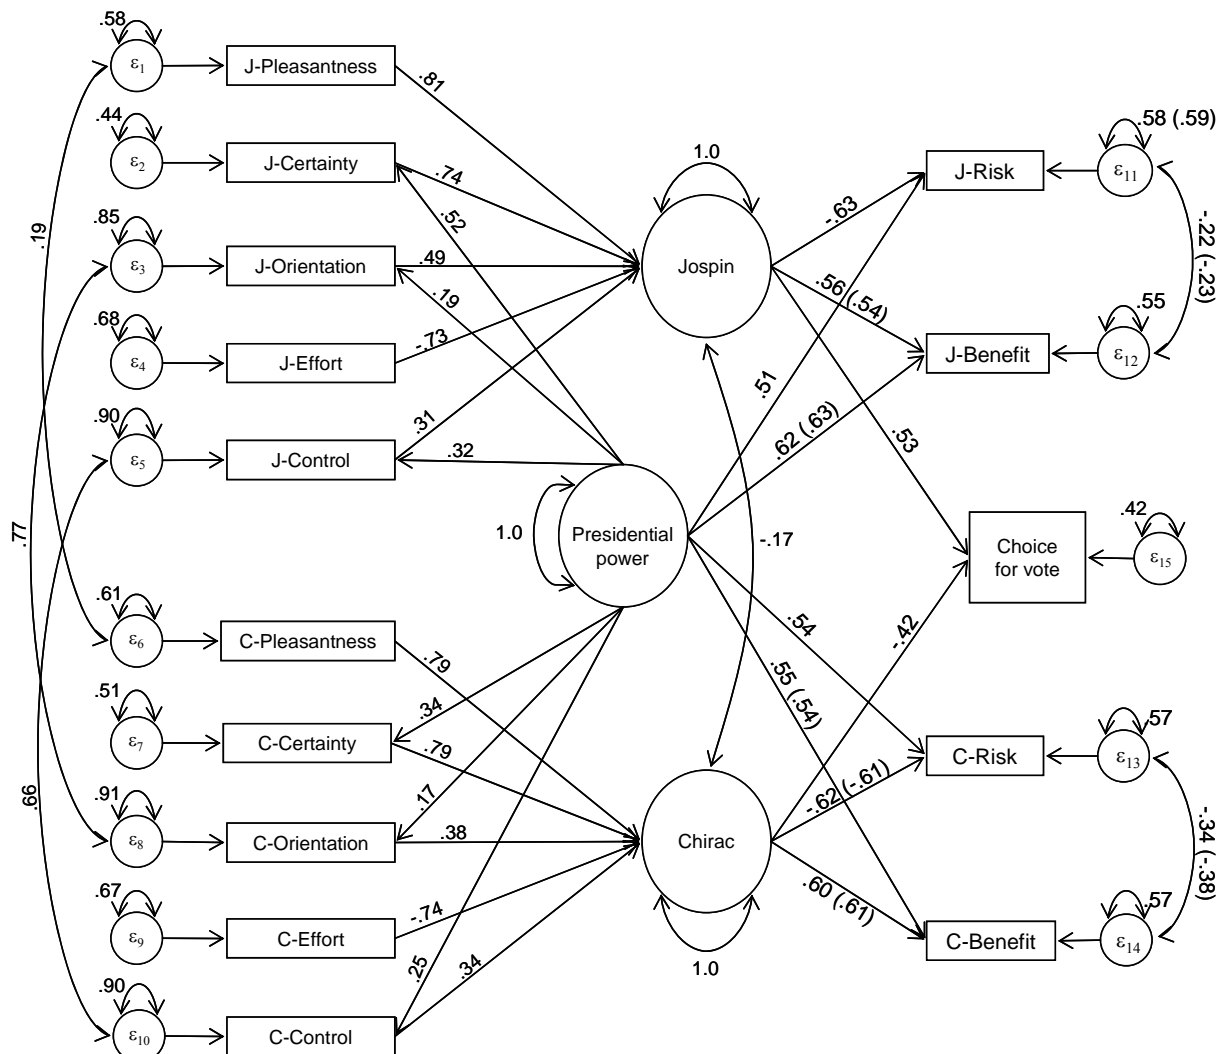 .58
ε1
J-Pleasantness
.81
.44
ε2
J-Certainty
.74
.52
.85
ε3
J-Orientation
.49
.19
.68
ε4
J-Effort
-.73
.90
ε5
J-Control
.31
.32
.19
.77
.66
.61
ε6
C-Pleasantness
.79
.51
ε7
C-Certainty
.34
.79
.91
ε8
C-Orientation
.17
.38
.67
ε9
C-Effort
-.74
.90
ε10
C-Control
.25
.34
1.0
Jospin
1.0
Presidential
power
-.17
Chirac
1.0
-.63
.56 (.54)
.51
.62 (.63)
.53
.54
.55 (.54)
-.42
-.62 (-.61)
.60 (.61)
J-Risk
.58 (.59)
ε11
-.22 (-.23)
J-Benefit
.55
ε12
Choice
for vote
.42
ε15
C-Risk
.57
ε13
-.34 (-.38)
C-Benefit
.57
ε14